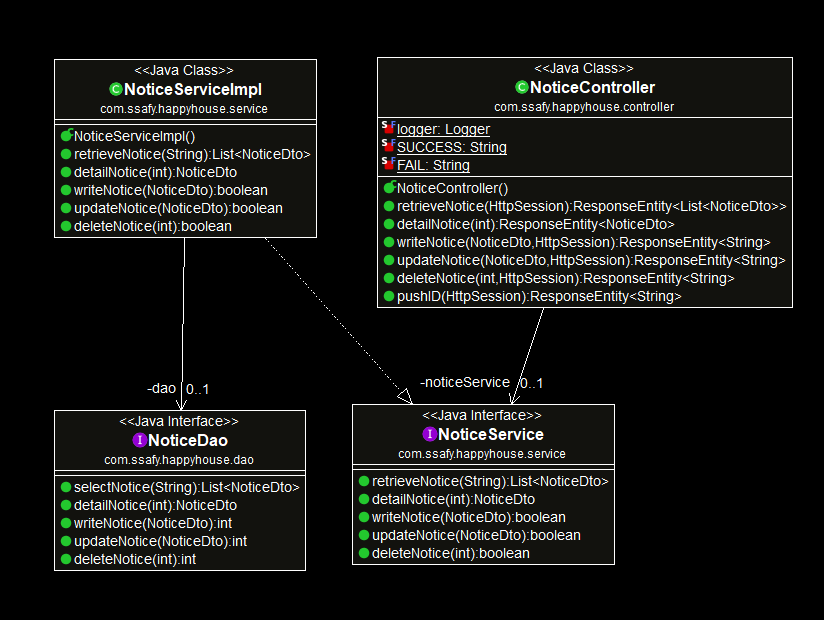 <<Java Class>>
NoticeServiceImpl
com.ssafy.happyhouse.service
NoticeServiceImpl()
retrieveNotice(String):List<NoticeDto>
detailNotice(int):NoticeDto
writeNotice(NoticeDto):boolean
updateNotice(NoticeDto):boolean
deleteNotice(int):boolean
<<Java Class>>
NoticeController
com.ssafy.happyhouse.controller
logger: Logger
SUCCESS: String
FAIL: String
NoticeController()
retrieveNotice(HttpSession):ResponseEntity<List<NoticeDto>>
detailNotice(int):ResponseEntity<NoticeDto>
writeNotice(NoticeDto,HttpSession):ResponseEntity<String>
updateNotice(NoticeDto,HttpSession):ResponseEntity<String>
deleteNotice(int,HttpSession):ResponseEntity<String>
pushID(HttpSession):ResponseEntity<String>
-dao 0..1
-noticeService 0..1
<<Java Interface>>
NoticeDao
com.ssafy.happyhouse.dao
selectNotice(String):List<NoticeDto>
detailNotice(int):NoticeDto
writeNotice(NoticeDto):int
updateNotice(NoticeDto):int
deleteNotice(int):int
<<Java Interface>>
NoticeService
com.ssafy.happyhouse.service
retrieveNotice(String):List<NoticeDto>
detailNotice(int):NoticeDto
writeNotice(NoticeDto):boolean
updateNotice(NoticeDto):boolean
deleteNotice(int):boolean